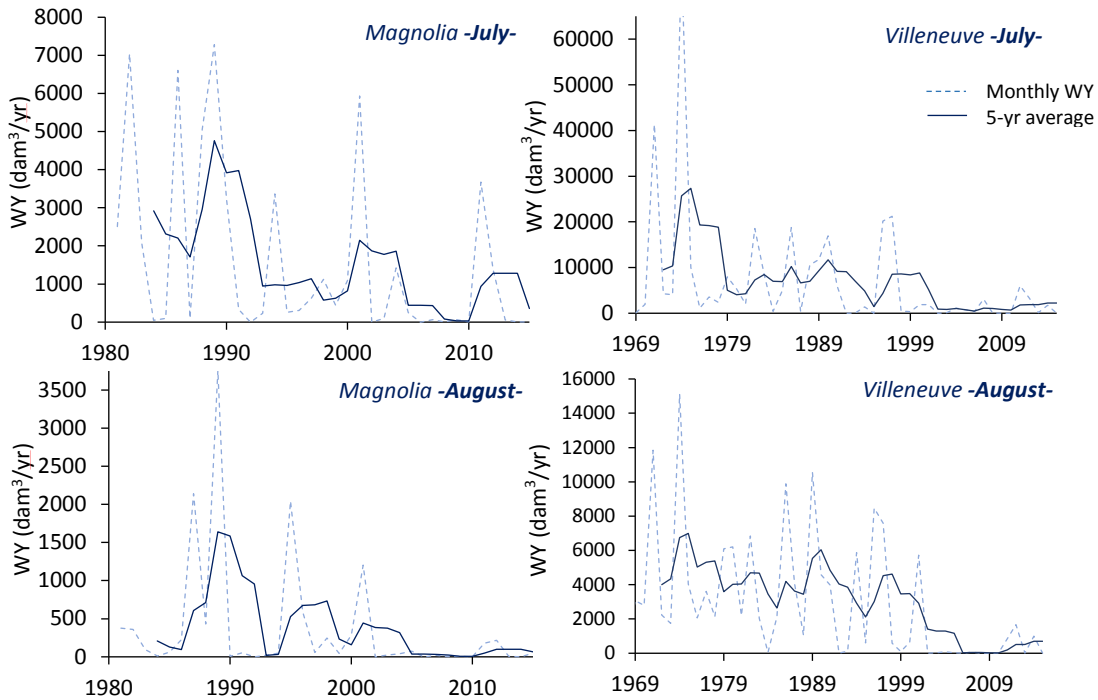 Magnolia -July-
WY (dam³/yr)
8000
7000
6000
5000
4000
3000
2000
1000
0
1980 1990 2000 2010
Villeneuve -July-
Monthly WY
5-yr average
WY (dam³/yr)
60000
50000
40000
30000
20000
10000
0
1969 1979 1989 1999 2009
Magnolia -August-
WY (dam³/yr)
3500
3000
2500
2000
1500
1000
500
0
1980 1990 2000 2010
Villeneuve -August-
WY (dam³/yr)
16000
14000
12000
10000
8000
6000
4000
2000
0
1969 1979 1989 1999 2009